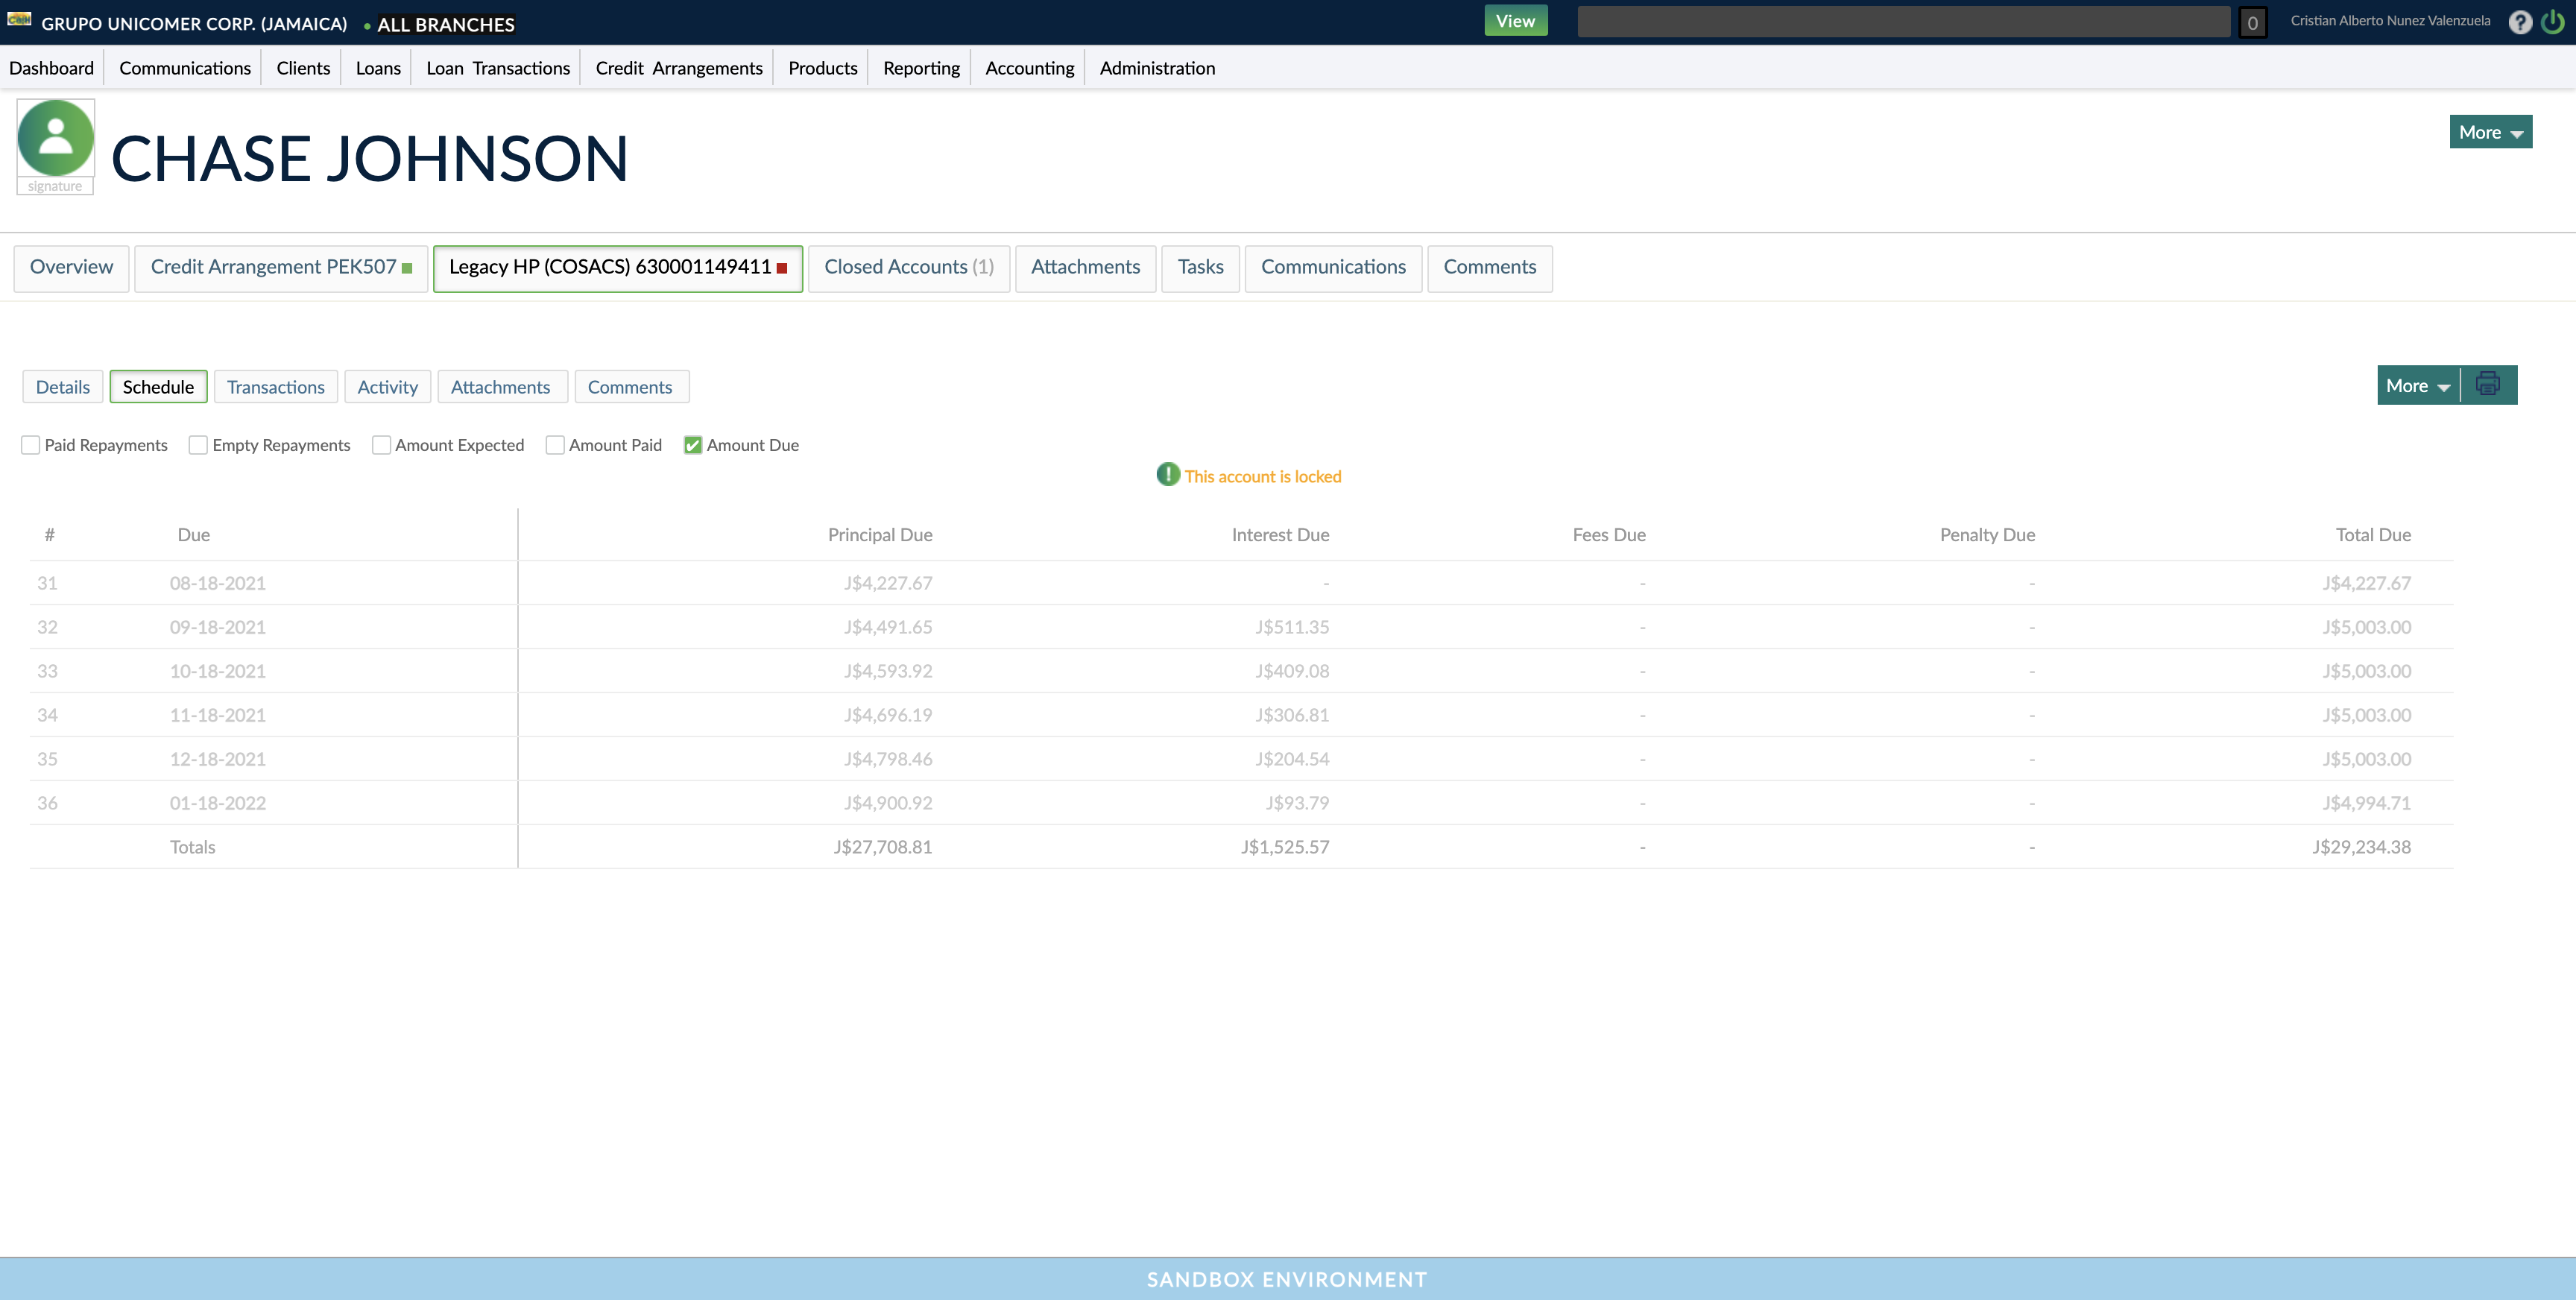 GRUPO UNICOMER CORP. (JAMAICA) • ALL BRANCHES View 0 Cristian Alberto Nunez Valenzuela ?
Dashboard Communications Clients Loans Loan Transactions Credit Arrangements Products Reporting Accounting Administration
CHASE JOHNSON More
signature
Overview Credit Arrangement PEK507 Legacy HP (COSACS) 630001149411 Closed Accounts (1) Attachments Tasks Communications Comments
Details Schedule Transactions Activity Attachments Comments More
Paid Repayments Empty Repayments Amount Expected Amount Paid Amount Due
! This account is locked
# Due Principal Due Interest Due Fees Due Penalty Due Total Due
31 08-18-2021 J$4,227.67 - - - J$4,227.67
32 09-18-2021 J$4,491.65 J$511.35 - - J$5,003.00
33 10-18-2021 J$4,593.92 J$409.08 - - J$5,003.00
34 11-18-2021 J$4,696.19 J$306.81 - - J$5,003.00
35 12-18-2021 J$4,798.46 J$204.54 - - J$5,003.00
36 01-18-2022 J$4,900.92 J$93.79 - - J$4,994.71
Totals J$27,708.81 J$1,525.57 - - J$29,234.38
SANDBOX ENVIRONMENT